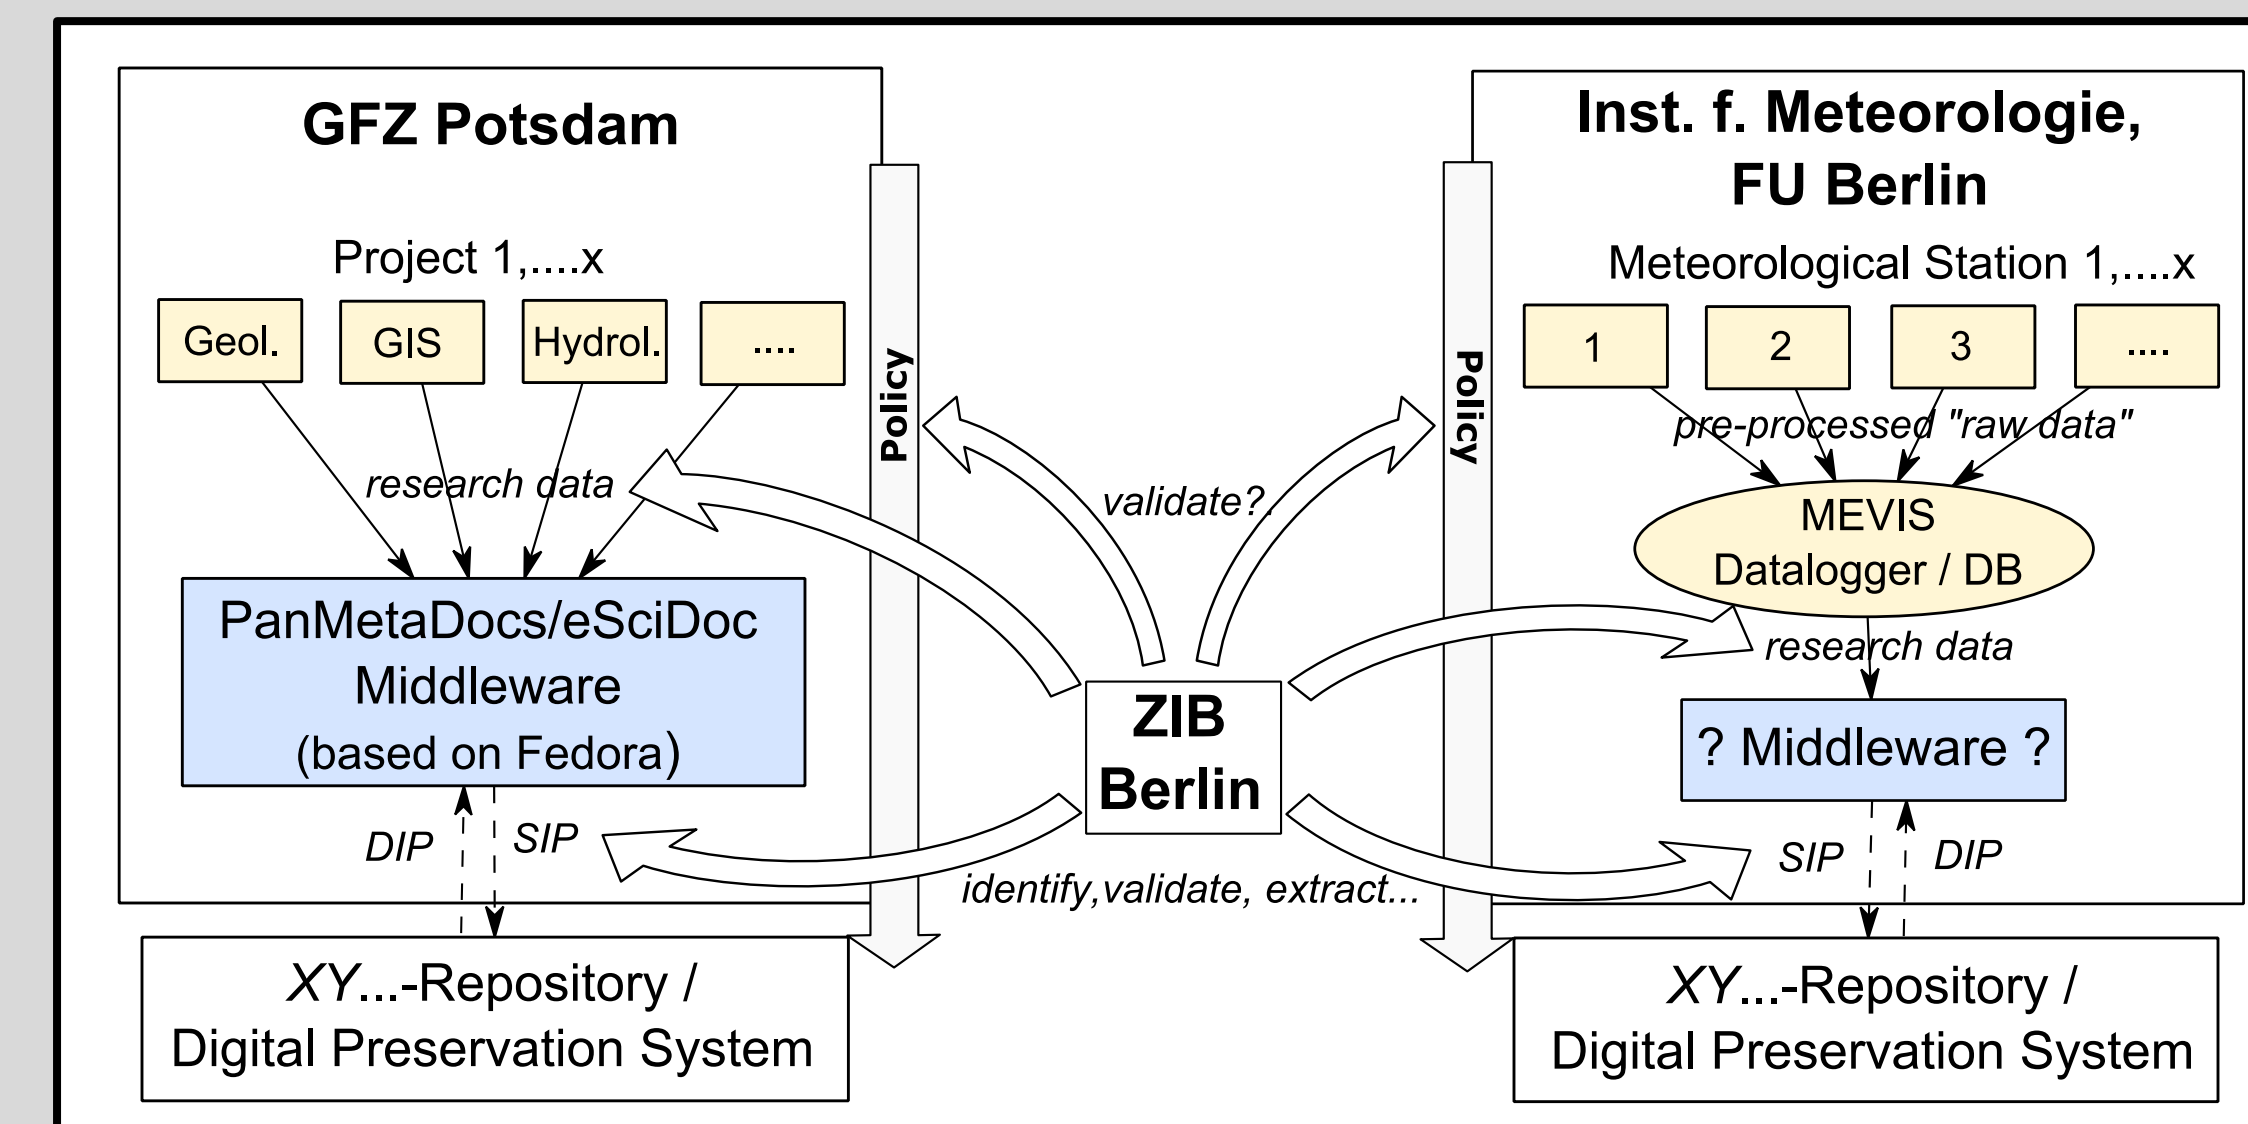 GFZ Potsdam
Project 1,....x
Geol.
GIS
Hydrol.
....
research data
PanMetaDocs/eSciDoc
Middleware
(based on Fedora)
DIP
SIP
XY...-Repository /
Digital Preservation System
Policy
validate?.
ZIB
Berlin
identify,validate, extract...
Policy
Inst. f. Meteorologie,
FU Berlin
Meteorological Station 1,....x
1
2
3
....
pre-processed "raw data"
MEVIS
Datalogger / DB
research data
? Middleware ?
SIP
DIP
XY...-Repository /
Digital Preservation System